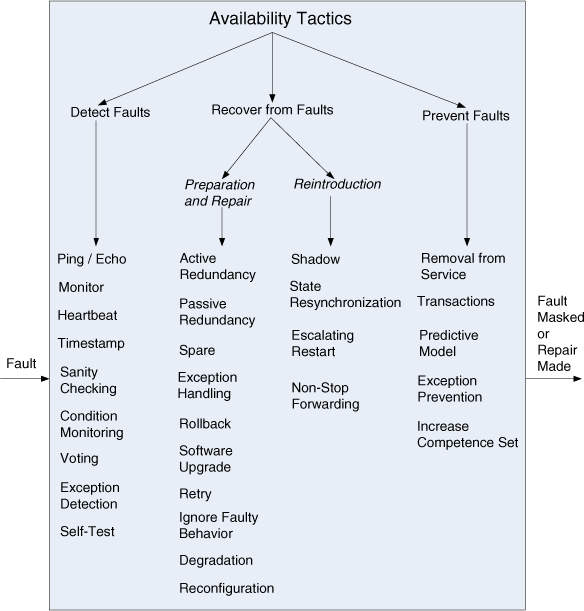 Availability Tactics
Detect Faults
Recover from Faults
Prevent Faults
Preparation
and Repair
Reintroduction
Ping / Echo
Monitor
Heartbeat
Timestamp
Sanity
Checking
Condition
Monitoring
Voting
Exception
Detection
Self-Test
Active
Redundancy
Passive
Redundancy
Spare
Exception
Handling
Rollback
Software
Upgrade
Retry
Ignore Faulty
Behavior
Degradation
Reconfiguration
Shadow
State
Resynchronization
Escalating
Restart
Non-Stop
Forwarding
Removal from
Service
Transactions
Predictive
Model
Exception
Prevention
Increase
Competence Set
Fault
Fault
Masked
or
Repair
Made